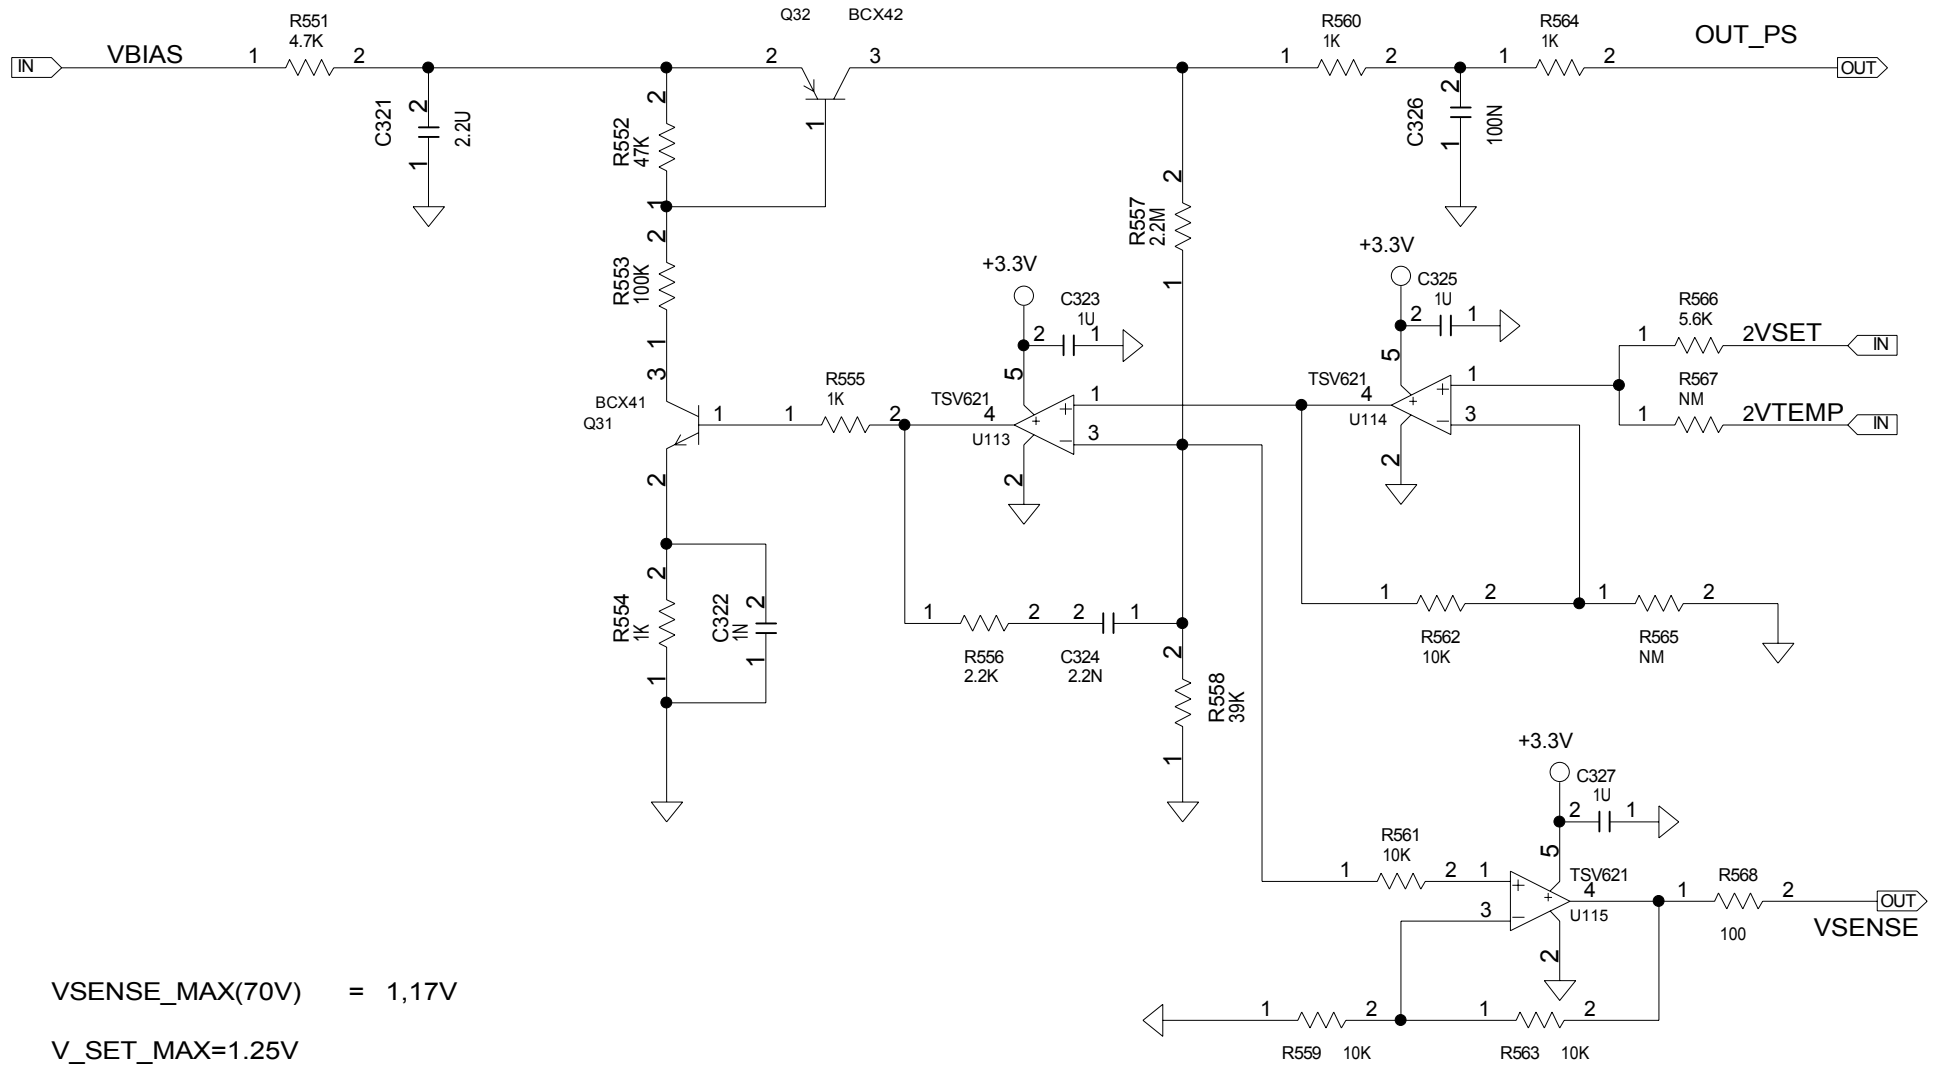 Q32 BCX42
R551
4.7K
R560
1K
R564
1K
OUT_PS
IN VBIAS 1 2 2 3 1 2 1 2 OUT
C321 2 1 2.2U
R552 47K 2 1
1
C326 2 1 100N
R557 2.2M 2 1
R553 100K 2 1
+3.3V
C323
1U
2 1
5
+3.3V
C325
1U
2 1
5
R566
5.6K
1 2 VSET IN
R567
NM
1 2 VTEMP IN
BCX41
Q31
3 1 2
R555
1K
1 2
TSV621
4
U113
1
3
2
+ − +
TSV621
4
U114
1
3
2
+ − +
R554 1K 2 1
C322 1N 2 1
1 2 2 1
R556
2.2K
C324
2.2N
R558 39K 2 1
1 2 1 2
R562
10K
R565
NM
+3.3V
C327
1U
2 1
5
R561
10K
1 2 1
3
+ − +
TSV621
4
U115
2
R568
1 2
100
OUT
VSENSE
1 2 1 2
R559 10K R563 10K
VSENSE_MAX(70V) = 1,17V
V_SET_MAX=1.25V